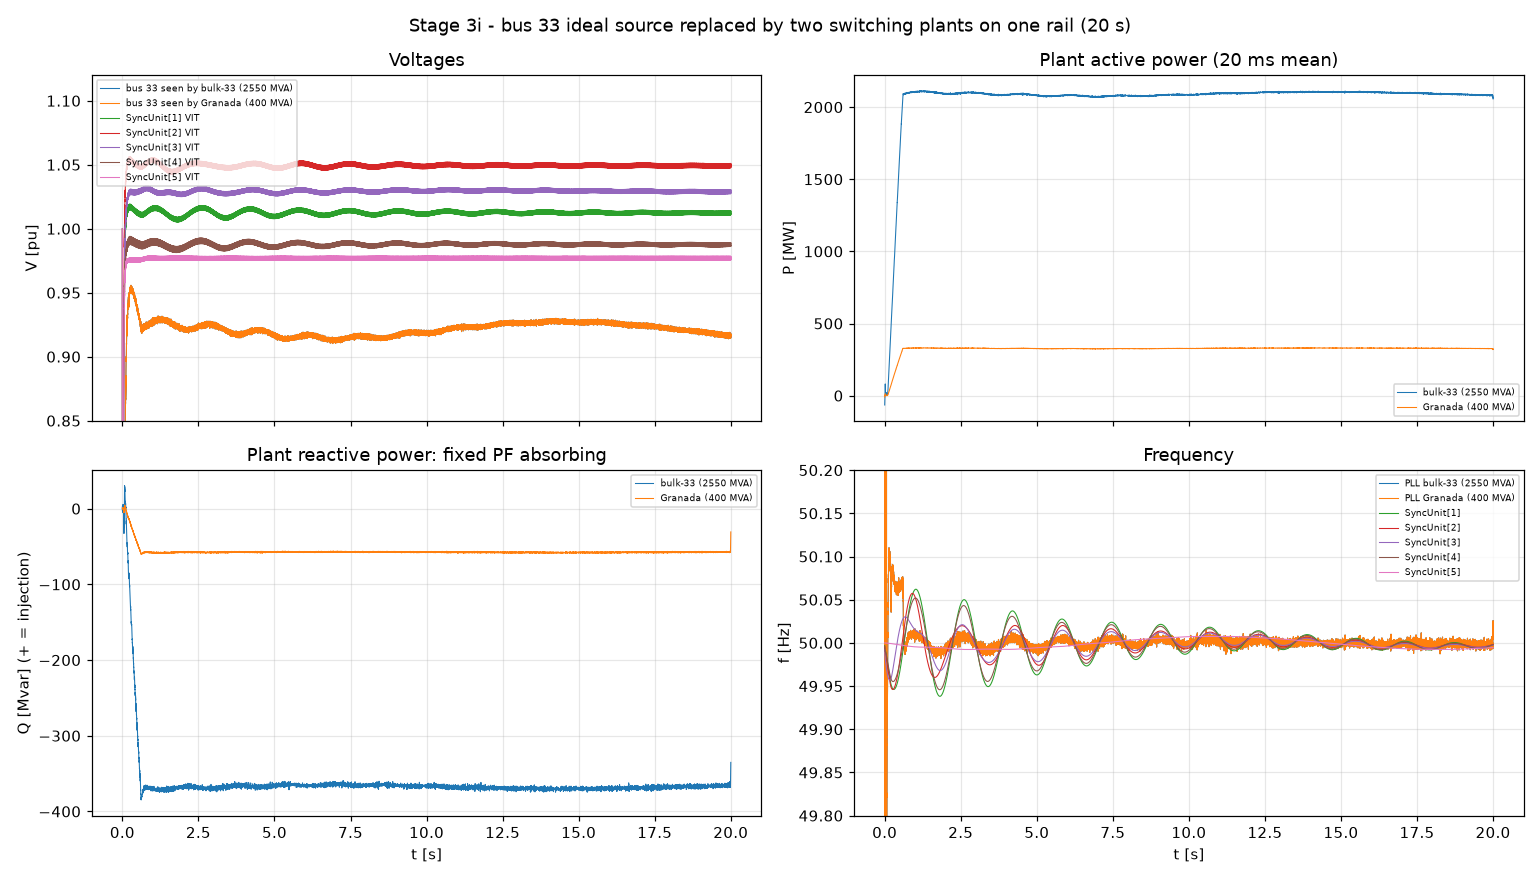 Stage 3i - bus 33 ideal source replaced by two switching plants on one rail (20 s)
Voltages
V [pu]
1.10
1.05
1.00
0.95
0.90
0.85
bus 33 seen by bulk-33 (2550 MVA)
bus 33 seen by Granada (400 MVA)
SyncUnit[1] VIT
SyncUnit[2] VIT
SyncUnit[3] VIT
SyncUnit[4] VIT
SyncUnit[5] VIT
Plant active power (20 ms mean)
P [MW]
2000
1500
1000
500
0
bulk-33 (2550 MVA)
Granada (400 MVA)
Plant reactive power: fixed PF absorbing
Q [Mvar] (+ = injection)
0
−100
−200
−300
−400
bulk-33 (2550 MVA)
Granada (400 MVA)
0.0 2.5 5.0 7.5 10.0 12.5 15.0 17.5 20.0
t [s]
Frequency
f [Hz]
50.20
50.15
50.10
50.05
50.00
49.95
49.90
49.85
49.80
PLL bulk-33 (2550 MVA)
PLL Granada (400 MVA)
SyncUnit[1]
SyncUnit[2]
SyncUnit[3]
SyncUnit[4]
SyncUnit[5]
0.0 2.5 5.0 7.5 10.0 12.5 15.0 17.5 20.0
t [s]